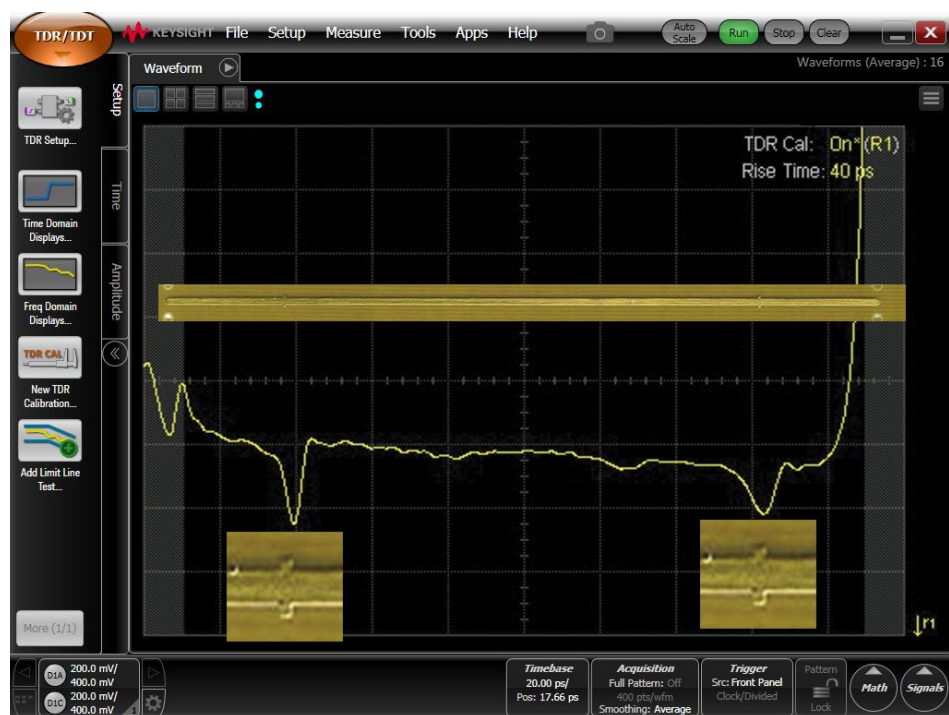 TDR/TDT
KEYSIGHT File Setup Measure Tools Apps Help
Auto Scale
Run Stop Clear
Waveform
Waveforms (Average) : 16
TDR Setup...
Setup
TDR Cal: On* (R1)
Rise Time: 40 ps
Time Domain
Displays...
Time
Freq Domain
Displays...
Amplitude
TDR CAL
New TDR
Calibration...
Add Limit Line
Test...
More (1/1)
r1
D1A 200.0 mV/
400.0 mV
D1C 200.0 mV/
400.0 mV
1
Timebase
20.00 ps/
Pos: 17.66 ps
Acquisition
Full Pattern: Off
400 pts/wfm
Smoothing: Average
Trigger
Src: Front Panel
Clock/Divided
Pattern
Lock
Math
Signals